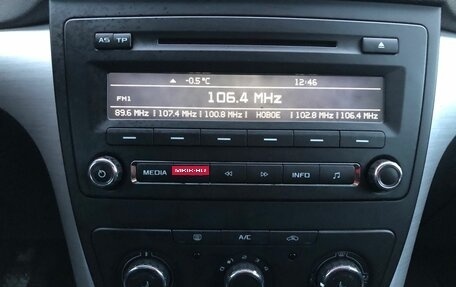 AS TP
-0.5 °C 12:46
FM1 106.4 MHz
89.6 MHz |107.4 MHz |100.8 MHz | НОВОЕ |102.8 MHz |106.4 MHz
MEDIA INFO
A/C